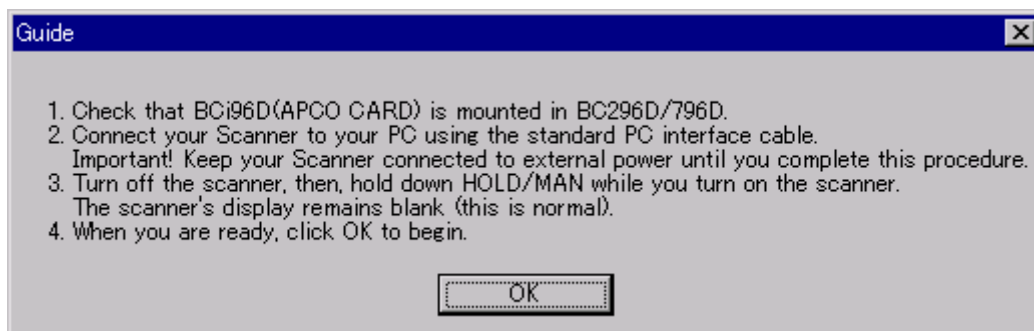 Guide
1. Check that BCi96D(APCO CARD) is mounted in BC296D/796D.
2. Connect your Scanner to your PC using the standard PC interface cable.
Important! Keep your Scanner connected to external power until you complete this procedure.
3. Turn off the scanner, then, hold down HOLD/MAN while you turn on the scanner.
The scanner's display remains blank (this is normal).
4. When you are ready, click OK to begin.
OK